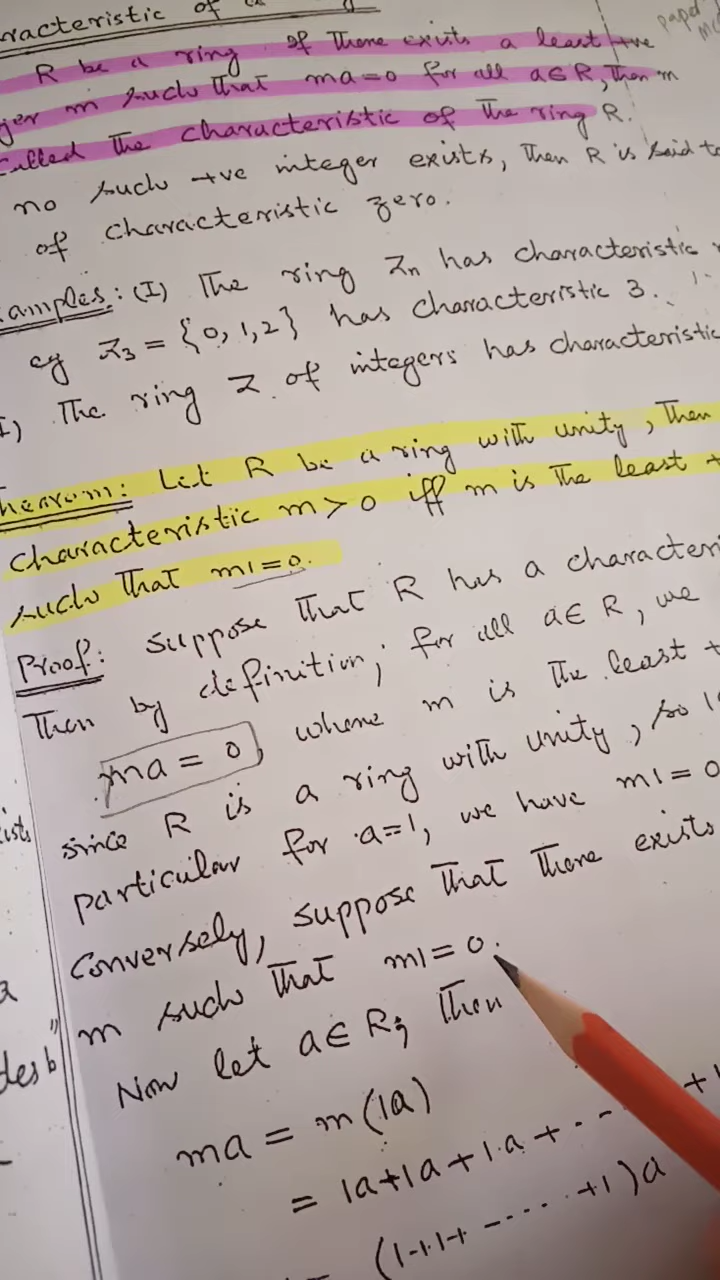 racteristic of a
R be a ring if there exists a least +ve
ger m such that ma=0 for all a∈R, then m
called the characteristic of the ring R.
no such +ve integer exists, then R is said to
of characteristic zero.
amples: (I) The ring Zn has characteristic
eg Z3 = {0, 1, 2} has characteristic 3.
I) The ring Z of integers has characteristic
heorem: Let R be a ring with unity, then
characteristic m>0 iff m is the least +
such that m1=0.
Proof: Suppose that R has a characteri
Then by definition, for all a∈R, we
ma = 0, where m is the least +
since R is a ring with unity, so 1
particular for a=1, we have m1=0
Conversely, suppose that there exists
m such that m1=0.
Now let a∈R; then
ma = m(1a)
= 1a+1a+1.a+ ... +1
(1+1+ ..... +1)a
pape
ists
des b"